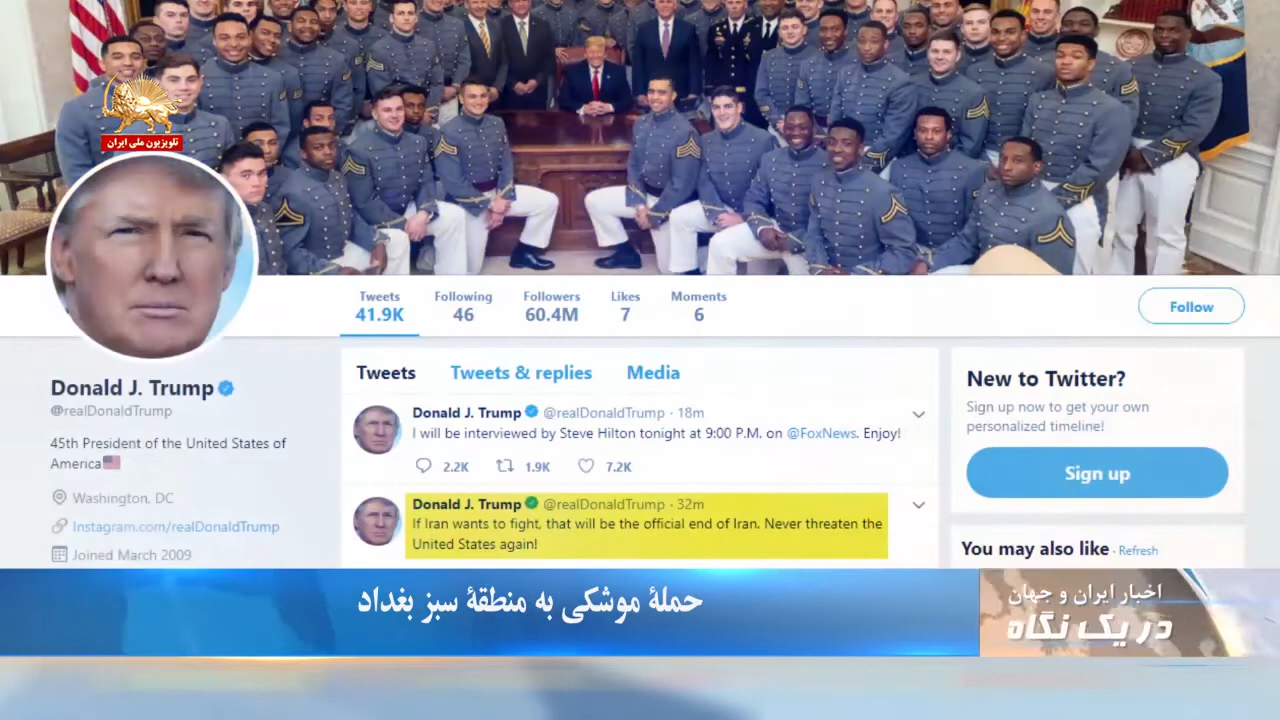 تلویزیون ملی ایران
Tweets Following Followers Likes Moments
41.9K 46 60.4M 7 6
Follow
Donald J. Trump
@realDonaldTrump
45th President of the United States of
America
Washington, DC
Instagram.com/realDonaldTrump
Joined March 2009
Tweets Tweets & replies Media
Donald J. Trump @realDonaldTrump · 18m
I will be interviewed by Steve Hilton tonight at 9:00 P.M. on @FoxNews. Enjoy!
2.2K 1.9K 7.2K
Donald J. Trump @realDonaldTrump · 32m
If Iran wants to fight, that will be the official end of Iran. Never threaten the
United States again!
New to Twitter?
Sign up now to get your own
personalized timeline!
Sign up
You may also like · Refresh
حملهٔ موشکی به منطقهٔ سبز بغداد
اخبار ایران و جهان
در یک نگاه